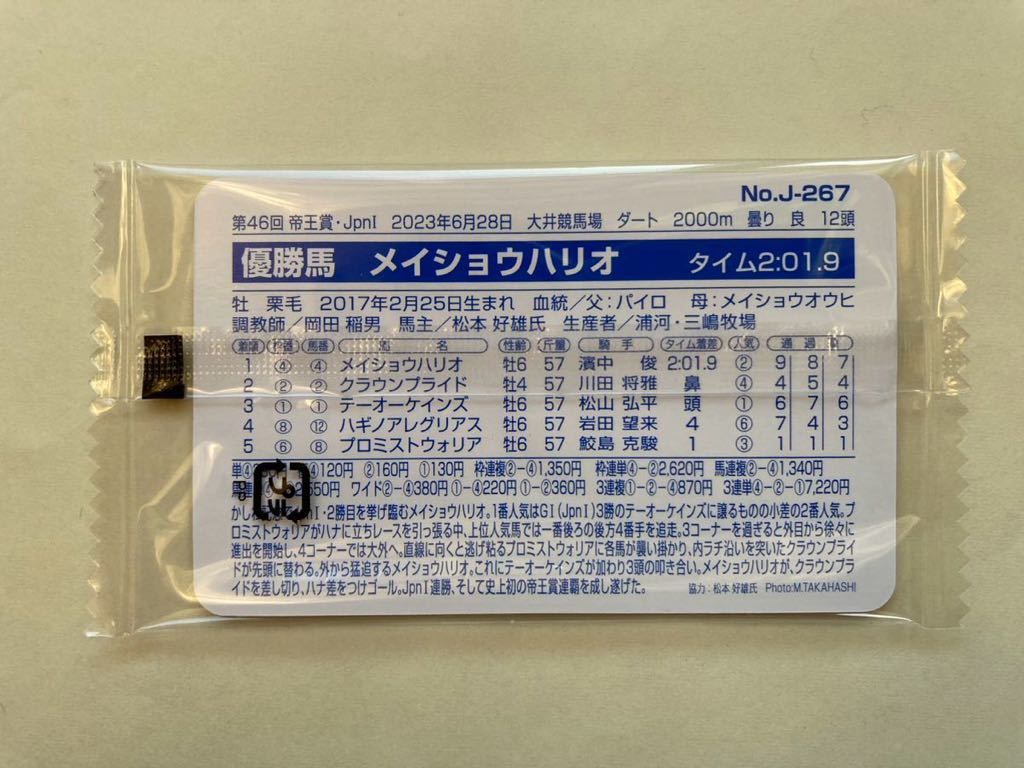 No.J-267
第46回 帝王賞・JpnI 2023年6月28日 大井競馬場 ダート 2000m 曇り 良 12頭
優勝馬 メイショウハリオ タイム2:01.9
牡 栗毛 2017年2月25日生まれ 血統／父:パイロ 母:メイショウオウヒ
調教師／岡田 稲男 馬主／松本 好雄氏 生産者／浦河・三嶋牧場
着順 枠番 馬番 馬名 性齢 斤量 騎手 タイム着差 人気 通過
1 ④ ④ メイショウハリオ 牡6 57 濱中 俊 2:01.9 ② 9 8 7
2 ② ② クラウンプライド 牡4 57 川田 将雅 鼻 ④ 4 5 4
3 ① ① テーオーケインズ 牡6 57 松山 弘平 頭 ① 6 7 6
4 ⑧ ⑫ ハギノアレグリアス 牡6 57 岩田 望来 4 ⑥ 7 4 3
5 ⑥ ⑧ プロミストウォリア 牡6 57 鮫島 克駿 1 ③ 1 1 1
単④ 円 ④120円 ②160円 ①130円 枠連複②-④1,350円 枠連単④-②2,620円 馬連複②-④1,340円
550円 ワイド②-④380円 ①-④220円 ①-②360円 3連複①-②-④870円 3連単④-②-①7,220円
かし JpnI・2勝目を挙げ臨むメイショウハリオ。1番人気はGI(JpnI)3勝のテーオーケインズに譲るものの小差の2番人気。プ
ロミストウォリアがハナに立ちレースを引っ張る中、上位人気馬では一番後ろの後方4番手を追走。3コーナーを過ぎると外目から徐々に
進出を開始し、4コーナーでは大外へ。直線に向くと逃げ粘るプロミストウォリアに各馬が襲い掛かり、内ラチ沿いを突いたクラウンプライ
ドが先頭に替わる。外から猛追するメイショウハリオ。これにテーオーケインズが加わり3頭の叩き合い。メイショウハリオが、クラウンプラ
イドを差し切り、ハナ差をつけゴール。JpnI連勝、そして史上初の帝王賞連覇を成し遂げた。
協力:松本 好雄氏 Photo:M.TAKAHASHI